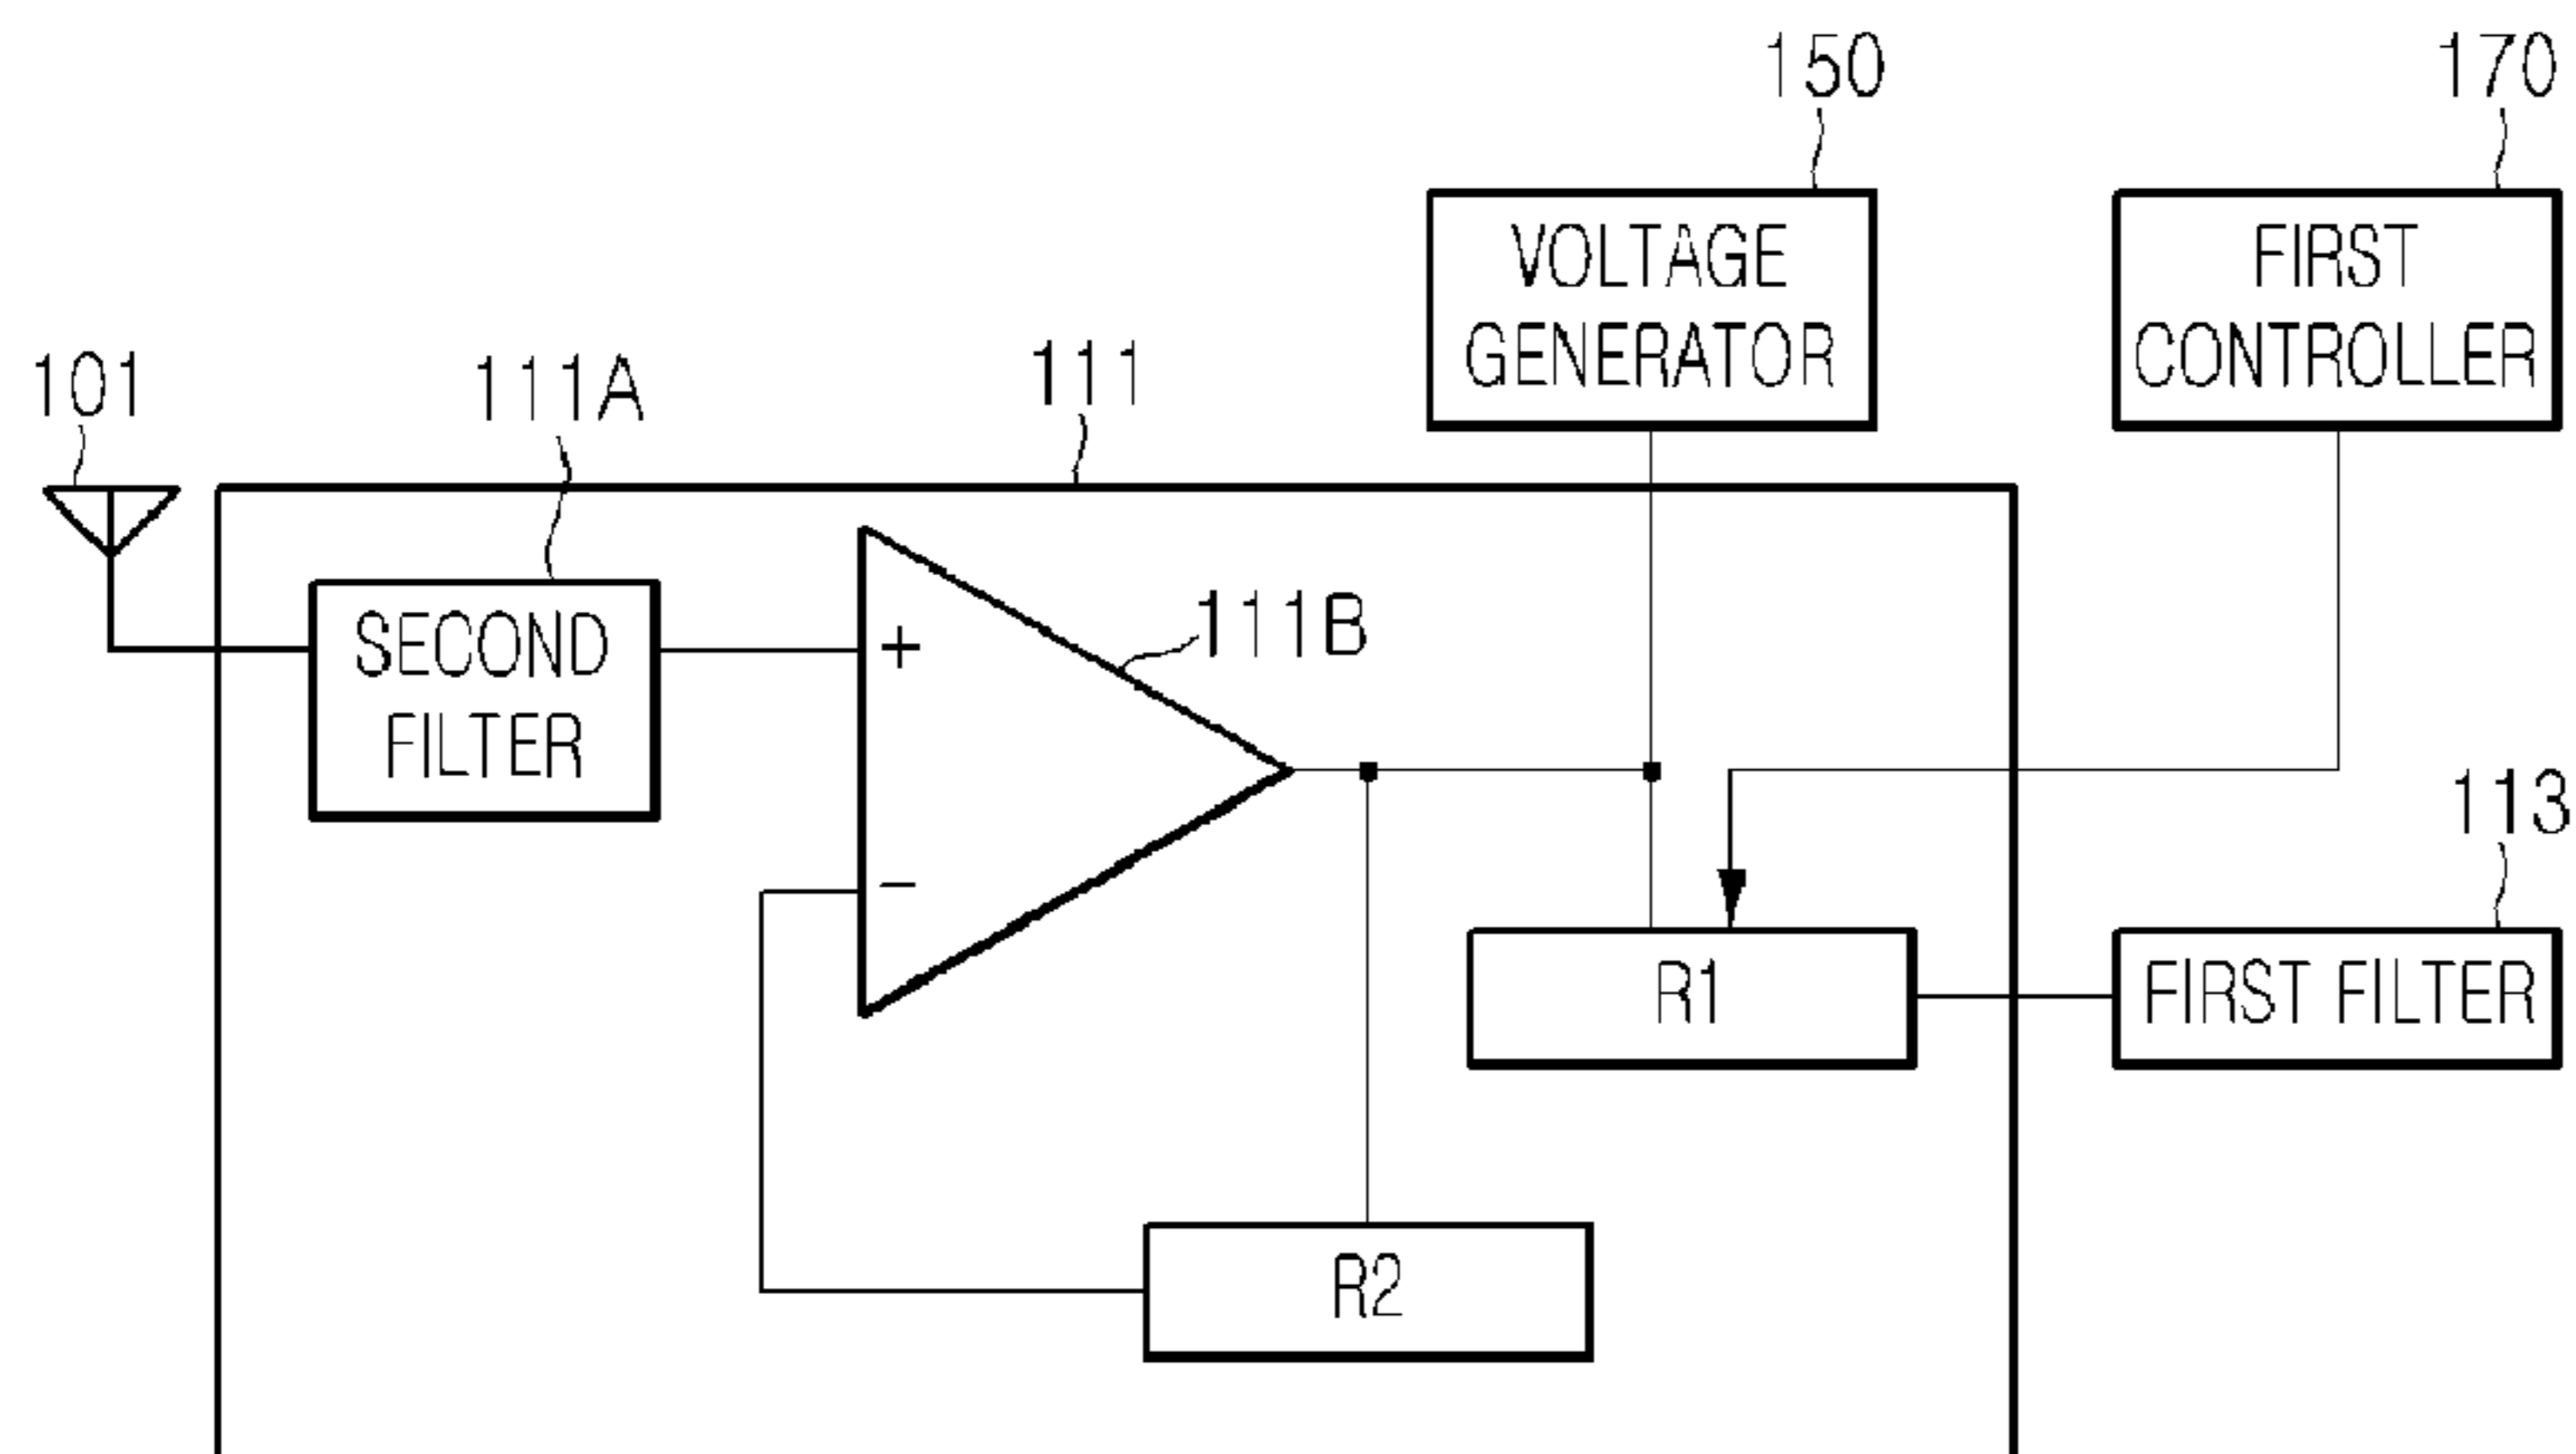 150
170
VOLTAGE
GENERATOR
FIRST
CONTROLLER
101
111A
111
SECOND
FILTER
+
−
111B
113
R1
FIRST FILTER
R2